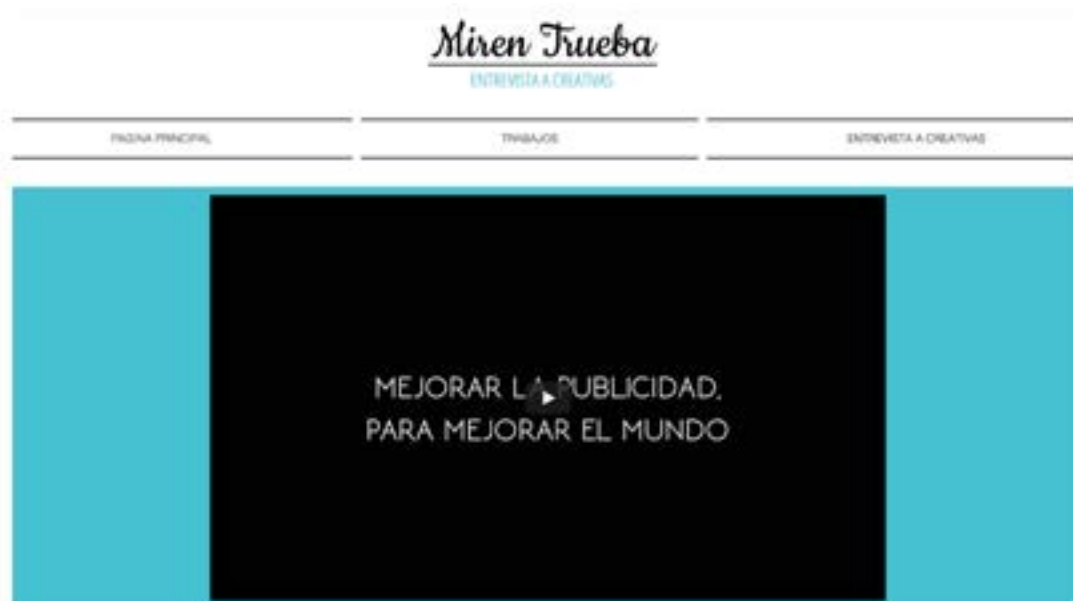 Miren Trueba
ENTREVISTA A CREATIVAS
PAGINA PRINCIPAL
TRABAJOS
ENTREVISTA A CREATIVAS
MEJORAR LA PUBLICIDAD,
PARA MEJORAR EL MUNDO